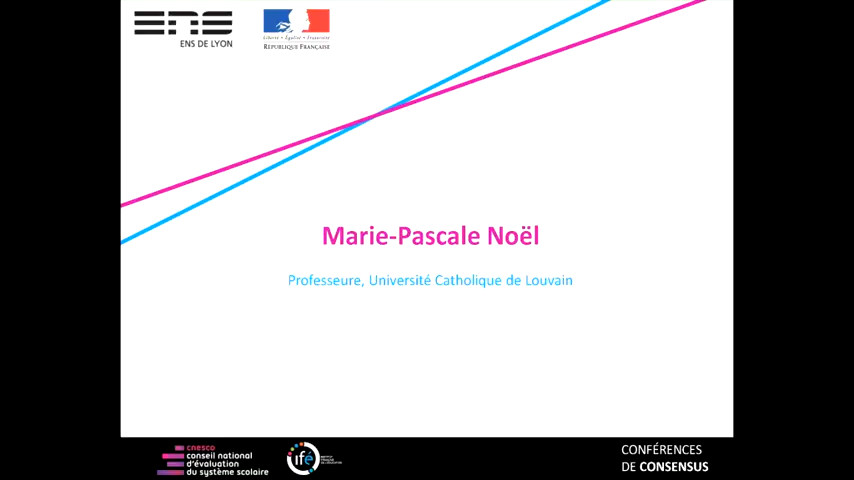 ENS
ENS DE LYON
Liberté • Égalité • Fraternité
RÉPUBLIQUE FRANÇAISE
Marie-Pascale Noël
Professeure, Université Catholique de Louvain
cnesco
conseil national
d'évaluation
du système scolaire
ifé
CONFÉRENCES
DE CONSENSUS